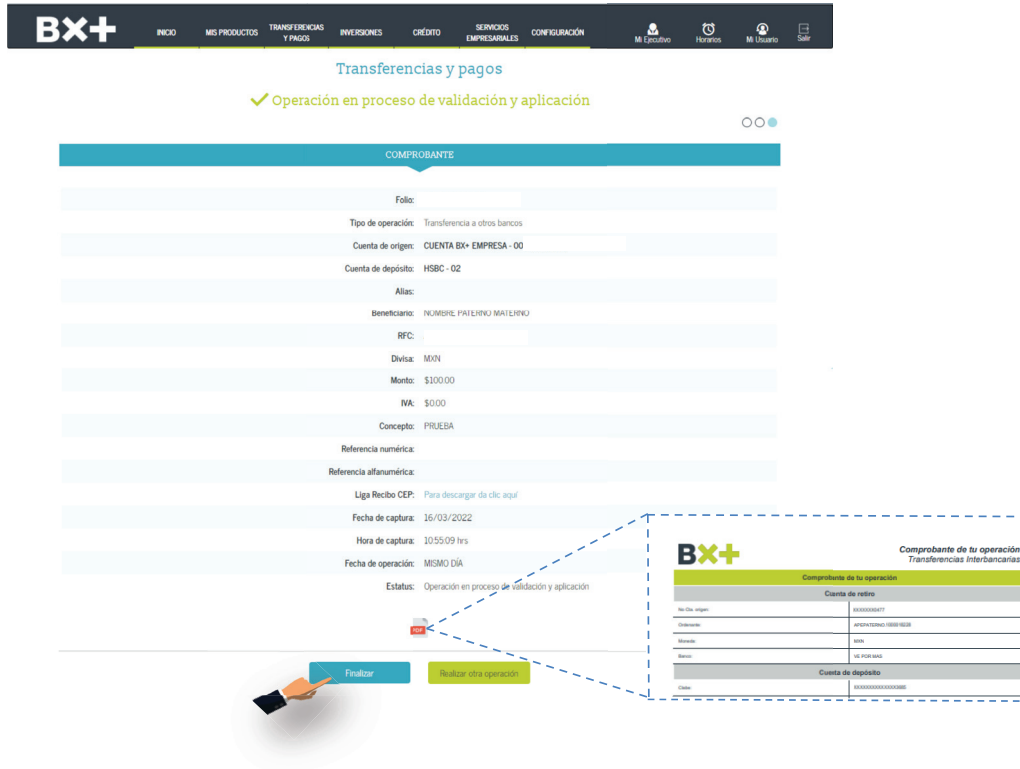 BX+
INICIO
MIS PRODUCTOS
TRANSFERENCIAS
Y PAGOS
INVERSIONES
CRÉDITO
SERVICIOS
EMPRESARIALES
CONFIGURACIÓN
Mi Ejecutivo
Horarios
Mi Usuario
Salir
Transferencias y pagos
Operación en proceso de validación y aplicación
COMPROBANTE
Folio:
Tipo de operación: Transferencia a otros bancos
Cuenta de origen: CUENTA BX+ EMPRESA - 00
Cuenta de depósito: HSBC - 02
Alias:
Beneficiario: NOMBRE PATERNO MATERNO
RFC:
Divisa: MXN
Monto: $100.00
IVA: $0.00
Concepto: PRUEBA
Referencia numérica:
Referencia alfanumérica:
Liga Recibo CEP: Para descargar da clic aquí
Fecha de captura: 16/03/2022
Hora de captura: 10:55:09 hrs
Fecha de operación: MISMO DÍA
Estatus: Operación en proceso de validación y aplicación
PDF
Finalizar
Realizar otra operación
BX+
Comprobante de tu operación
Transferencias Interbancarias
Comprobante de tu operación
Cuenta de retiro
No Cta. origen:
Ordenante: APEPATERNO
Moneda: MXN
Banco: VE POR MAS
Cuenta de depósito
Clabe: